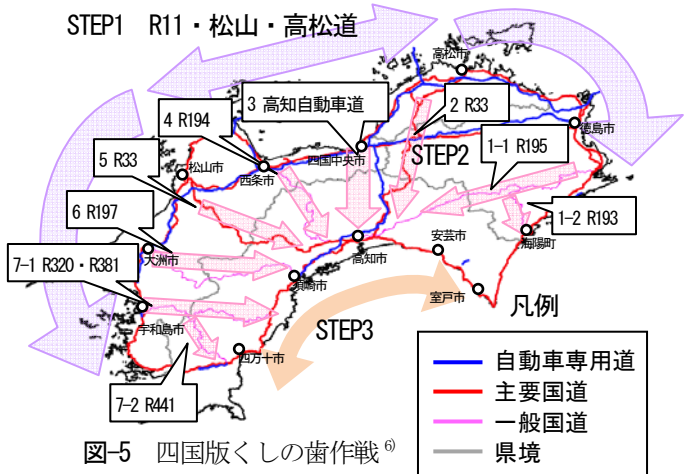 STEP1 R11・松山・高松道
高松市
3 高知自動車道
4 R194
2 R33
徳島市
四国中央市
STEP2
1-1 R195
5 R33
松山市
西条市
6 R197
1-2 R193
安芸市
海陽町
7-1 R320・R381
大洲市
高知市
須崎市
室戸市
凡例
宇和島市
STEP3
四万十市
自動車専用道
主要国道
7-2 R441
一般国道
県境
図-5 四国版くしの歯作戦 6)